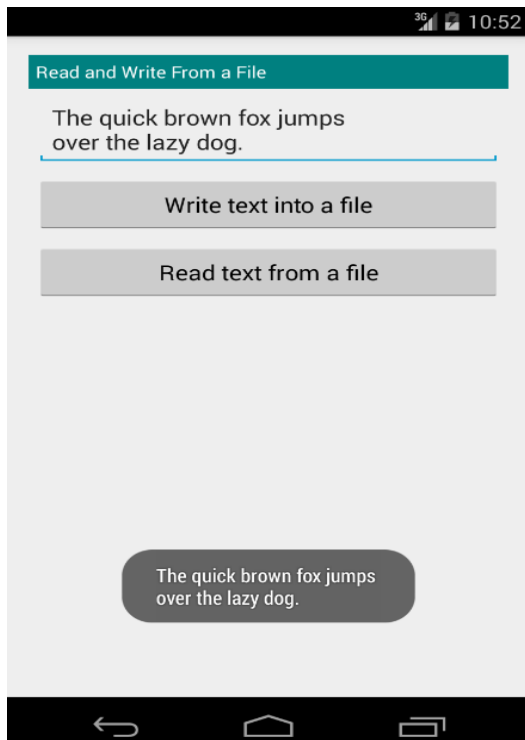 3G 10:52
Read and Write From a File
The quick brown fox jumps
over the lazy dog.
Write text into a file
Read text from a file
The quick brown fox jumps
over the lazy dog.